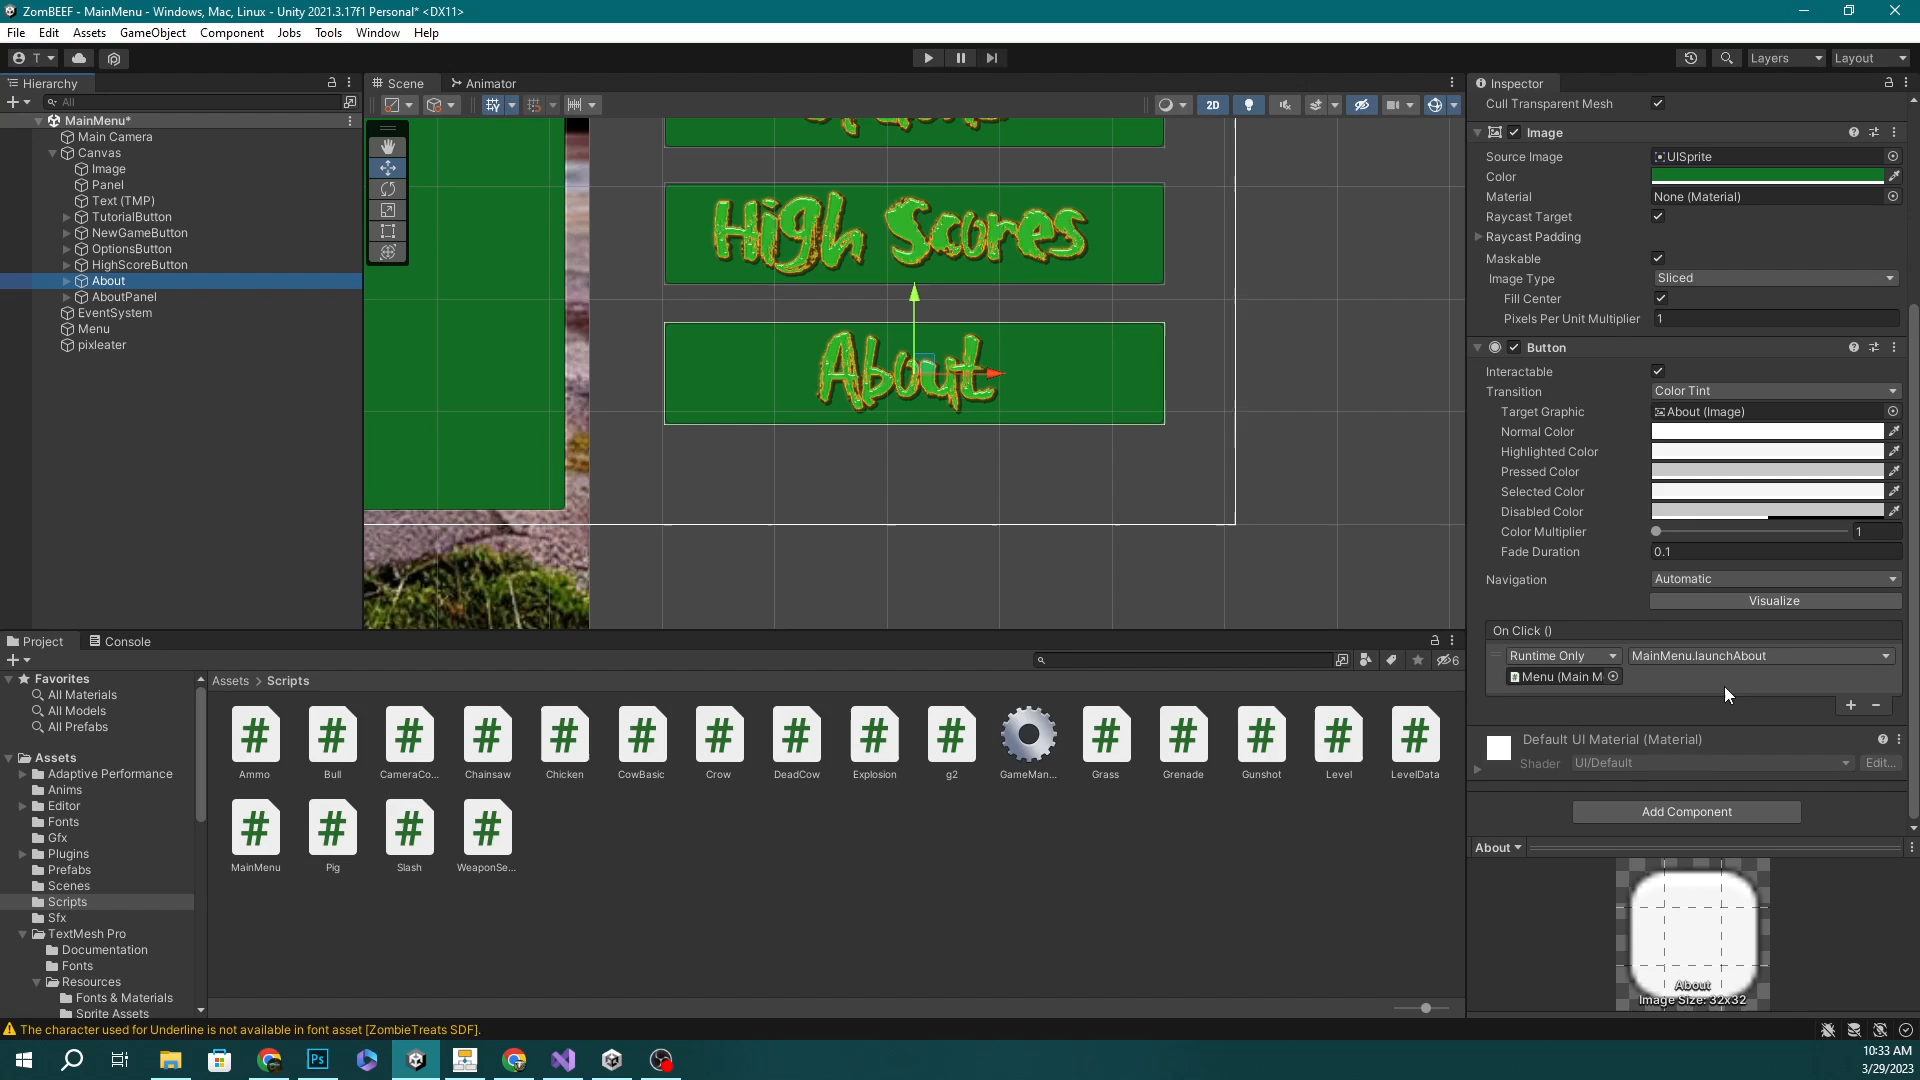 ZomBEEF - MainMenu - Windows, Mac, Linux - Unity 2021.3.17f1 Personal* <DX11>
File Edit Assets GameObject Component Jobs Tools Window Help
T Layers Layout
Hierarchy
All
MainMenu*
Main Camera
Canvas
Image
Panel
Text (TMP)
TutorialButton
NewGameButton
OptionsButton
HighScoreButton
About
AboutPanel
EventSystem
Menu
pixleater
Scene Animator
2D
High Scores
About
Inspector
Cull Transparent Mesh
Image
Source Image UISprite
Color
Material None (Material)
Raycast Target
Raycast Padding
Maskable
Image Type Sliced
Fill Center
Pixels Per Unit Multiplier 1
Button
Interactable
Transition Color Tint
Target Graphic About (Image)
Normal Color
Highlighted Color
Pressed Color
Selected Color
Disabled Color
Color Multiplier 1
Fade Duration 0.1
Navigation Automatic
Visualize
On Click ()
Runtime Only MainMenu.launchAbout
Menu (Main M
Default UI Material (Material)
Shader UI/Default Edit...
Add Component
About
About
Image Size: 32x32
Project Console
6
Favorites
All Materials
All Models
All Prefabs
Assets
Adaptive Performance
Anims
Editor
Fonts
Gfx
Plugins
Prefabs
Scenes
Scripts
Sfx
TextMesh Pro
Documentation
Fonts
Resources
Fonts & Materials
Sprite Assets
Assets > Scripts
Ammo Bull CameraCo... Chainsaw Chicken CowBasic Crow DeadCow Explosion g2 GameMan... Grass Grenade Gunshot Level LevelData
MainMenu Pig Slash WeaponSe...
The character used for Underline is not available in font asset [ZombieTreats SDF].
Ps
10:33 AM
3/29/2023